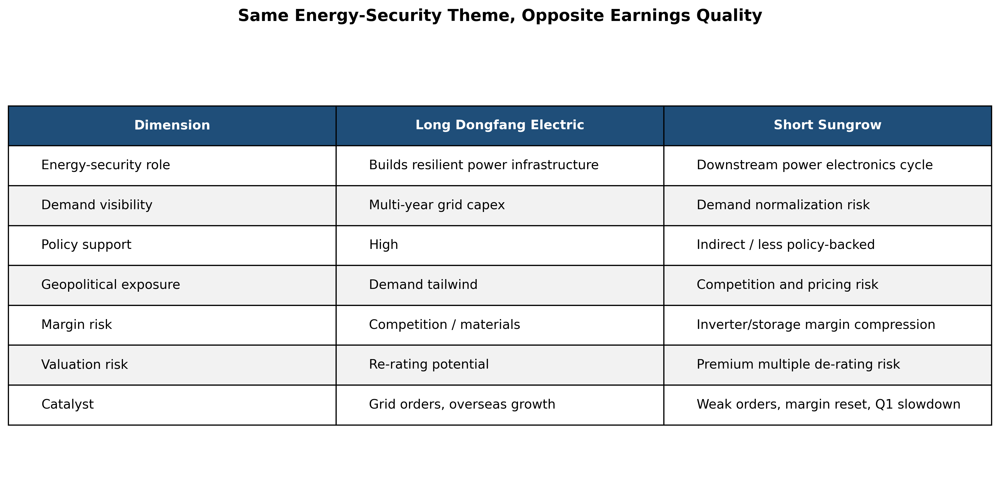 Same Energy-Security Theme, Opposite Earnings Quality
Dimension Long Dongfang Electric Short Sungrow
Energy-security role Builds resilient power infrastructure Downstream power electronics cycle
Demand visibility Multi-year grid capex Demand normalization risk
Policy support High Indirect / less policy-backed
Geopolitical exposure Demand tailwind Competition and pricing risk
Margin risk Competition / materials Inverter/storage margin compression
Valuation risk Re-rating potential Premium multiple de-rating risk
Catalyst Grid orders, overseas growth Weak orders, margin reset, Q1 slowdown